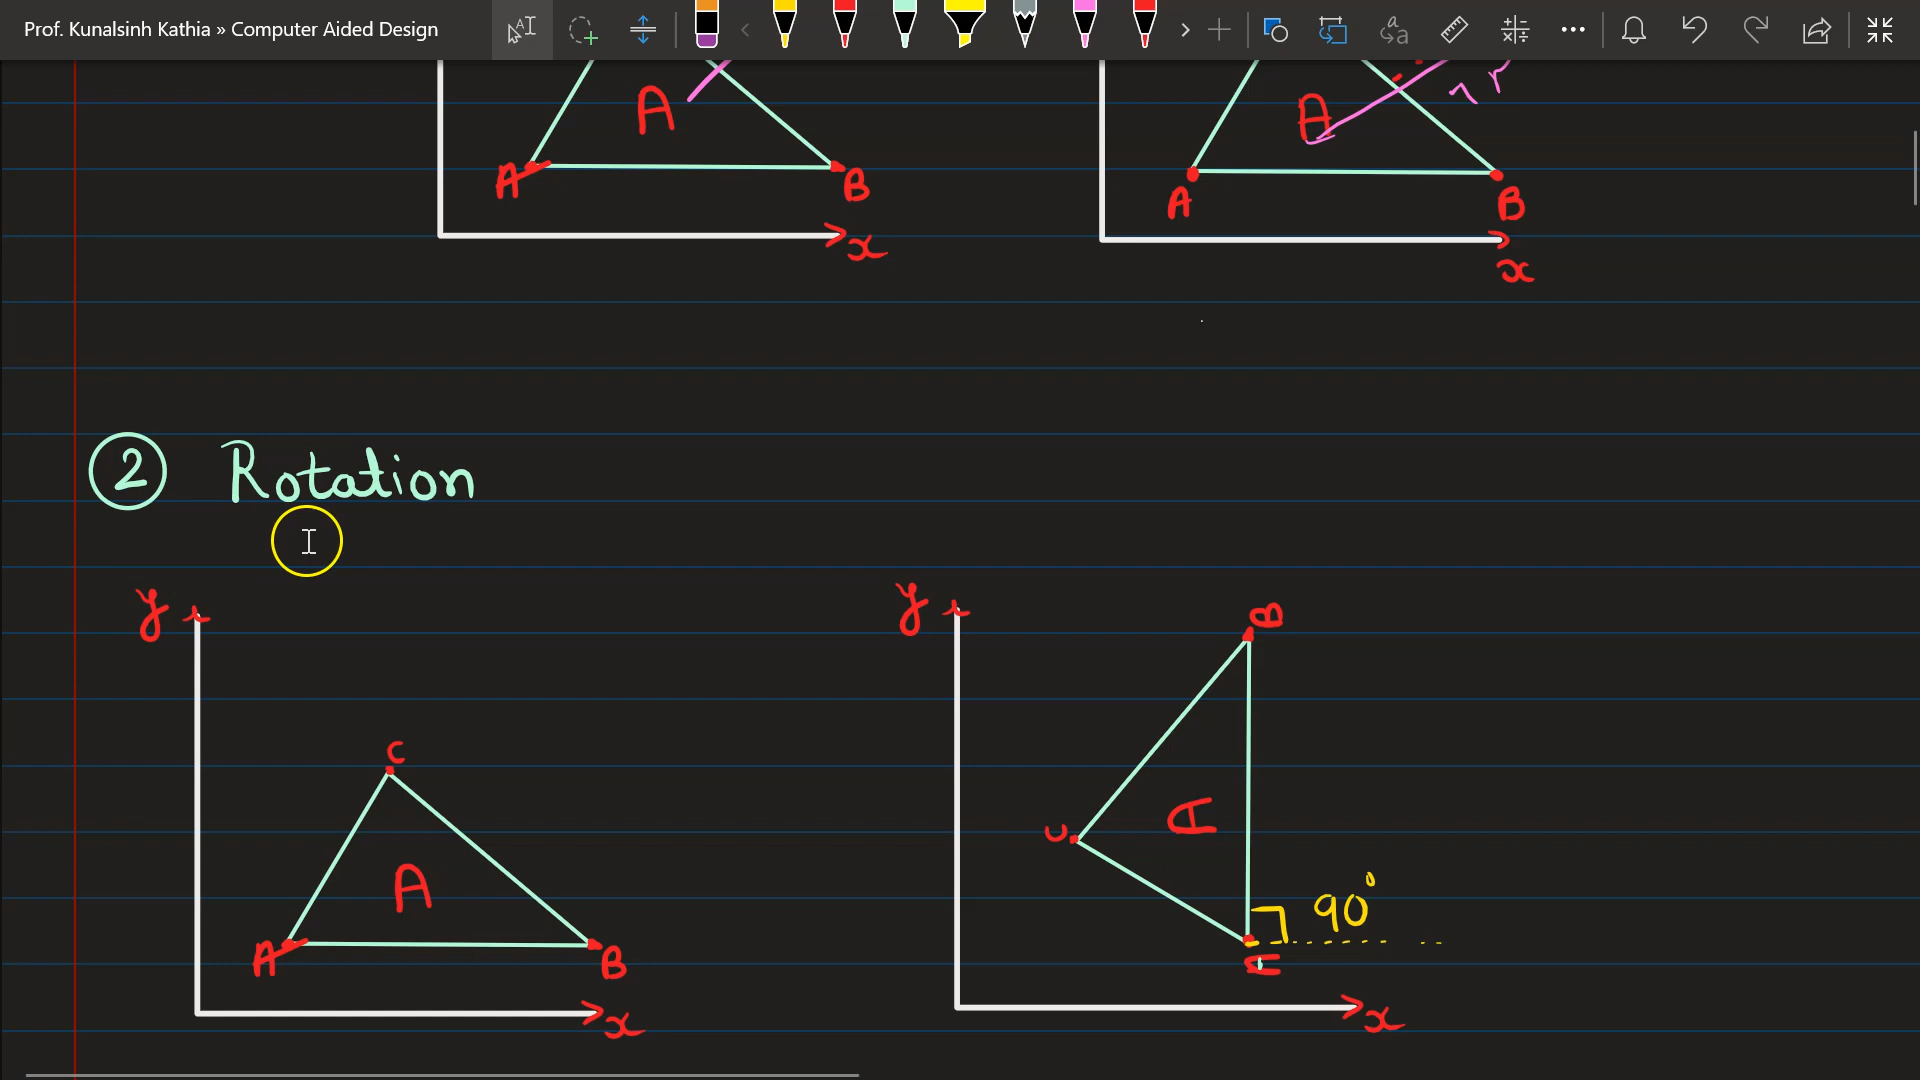 Prof. Kunalsinh Kathia » Computer Aided Design
A
A
B
x
A
r
A
B
x
2 Rotation
y
C
A
A
B
x
y
B
C
A
90°
A
x